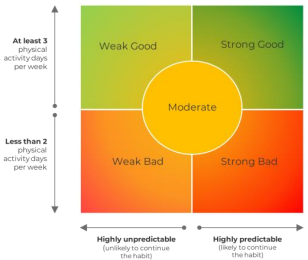 At least 3
physical
activity days
per week
Weak Good
Strong Good
Moderate
Less than 2
physical
activity days
per week
Weak Bad
Strong Bad
Highly unpredictable
(unlikely to continue
the habit)
Highly predictable
(likely to continue
the habit)